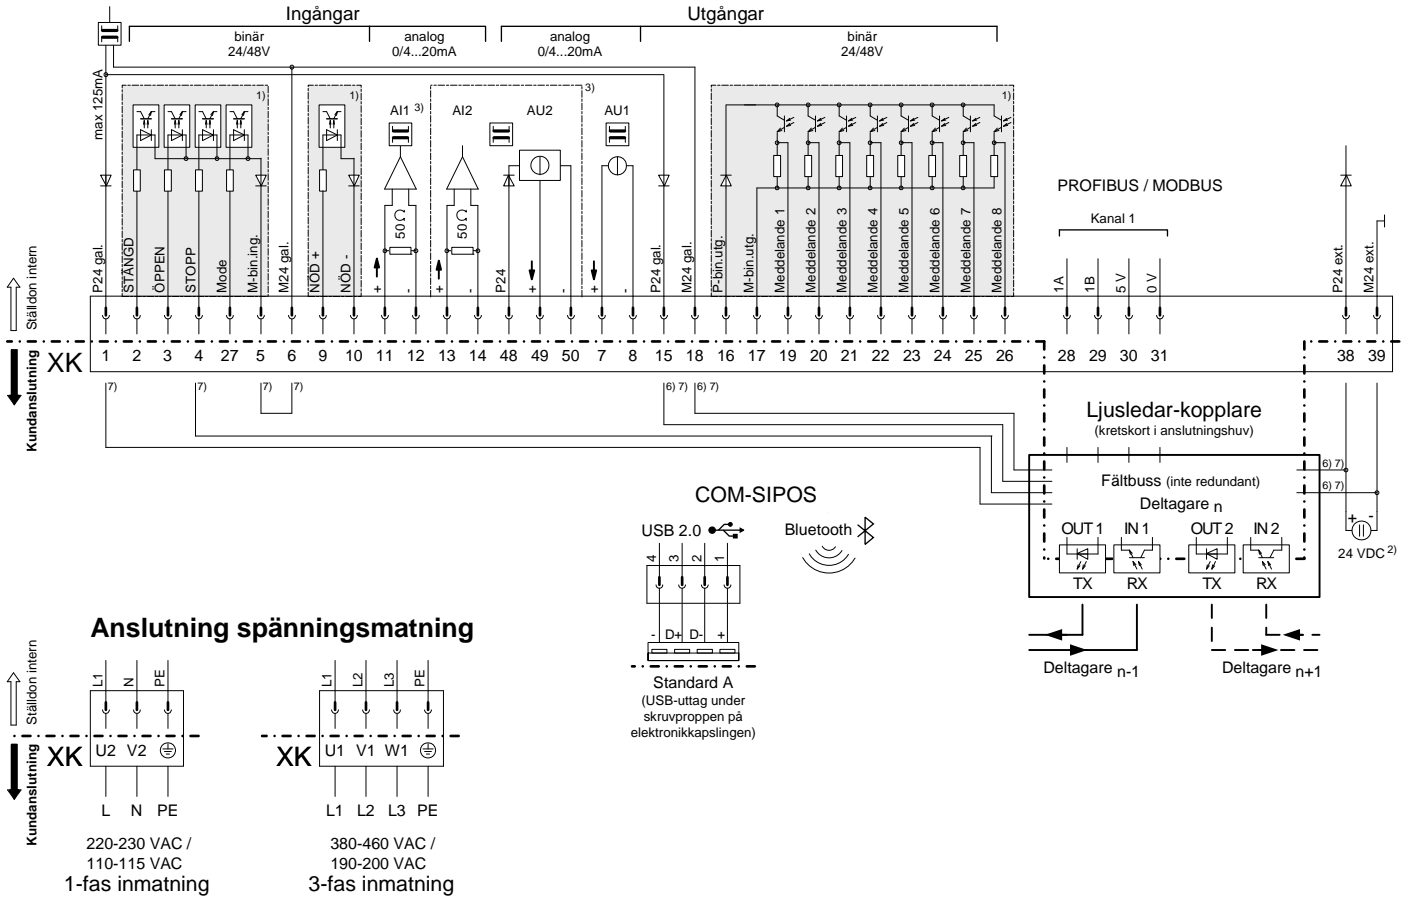 Ingångar
Utgångar
binär
24/48V
analog
0/4...20mA
analog
0/4...20mA
binär
24/48V
max 125mA
1)
1)
AI1 3)
AI2
AU2
3)
AU1
1)
50Ω
50Ω
PROFIBUS / MODBUS
Kanal 1
P24 gal.
STÄNGD
ÖPPEN
STOPP
Mode
M-bin.ing.
M24 gal.
NÖD +
NÖD -
+
-
+
-
P24
+
-
+
-
P24 gal.
M24 gal.
P-bin.utg.
M-bin.utg.
Meddelande 1
Meddelande 2
Meddelande 3
Meddelande 4
Meddelande 5
Meddelande 6
Meddelande 7
Meddelande 8
1A
1B
5 V
0 V
P24 ext.
M24 ext.
Ställdon intern
Kundanslutning
XK
1 2 3 4 27 5 6 9 10 11 12 13 14 48 49 50 7 8 15 18 16 17 19 20 21 22 23 24 25 26 28 29 30 31 38 39
7) 7) 7) 7) 6) 7) 6) 7)
Ljusledar-kopplare
(kretskort i anslutningshuv)
Fältbuss (inte redundant)
Deltagare n
6) 7)
6) 7)
OUT 1 IN 1 OUT 2 IN 2
TX RX TX RX
+ -
24 VDC 2)
Deltagare n-1
Deltagare n+1
COM-SIPOS
USB 2.0
Bluetooth
4 3 2 1
- D+ D- +
Standard A
(USB-uttag under
skruvproppen på
elektronikkapslingen)
Anslutning spänningsmatning
Ställdon intern
Kundanslutning
L1 N PE
XK
U2 V2
L N PE
220-230 VAC /
110-115 VAC
1-fas inmatning
L1 L2 L3 PE
XK
U1 V1 W1
L1 L2 L3 PE
380-460 VAC /
190-200 VAC
3-fas inmatning